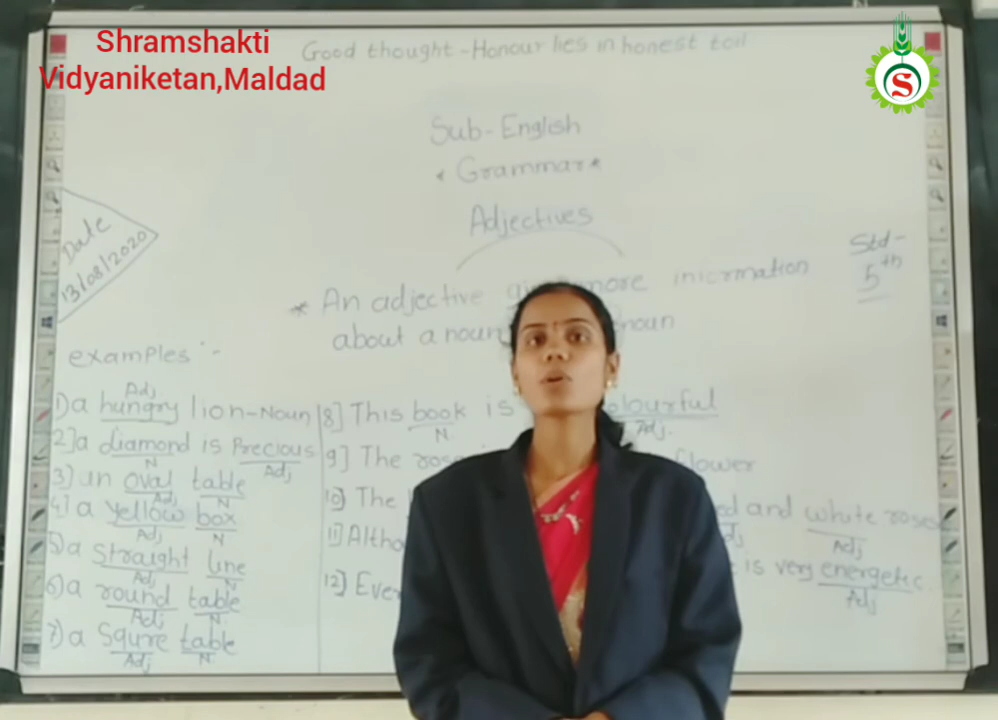 Shramshakti
Vidyaniketan,Maldad
S
Good thought - Honour lies in honest toil
Sub- English
Grammar
Adjectives
Date
13/08/2020
Std-
5th
* An adjective more information
about a noun noun
examples :-
Adj
1) a hungry lion-Noun
2] a diamond is Precious
N Adj
3) an oval table
Adj N
4] a yellow box
Adj N
5) a Straight line
Adj N
6) a round table
Adj N
7) a Squre table
Adj N
8] This book is colourful
N Adj.
9] The rose flower
10] The and white roses
Adj
11] Altho
12] Ever is very energetic
Adj